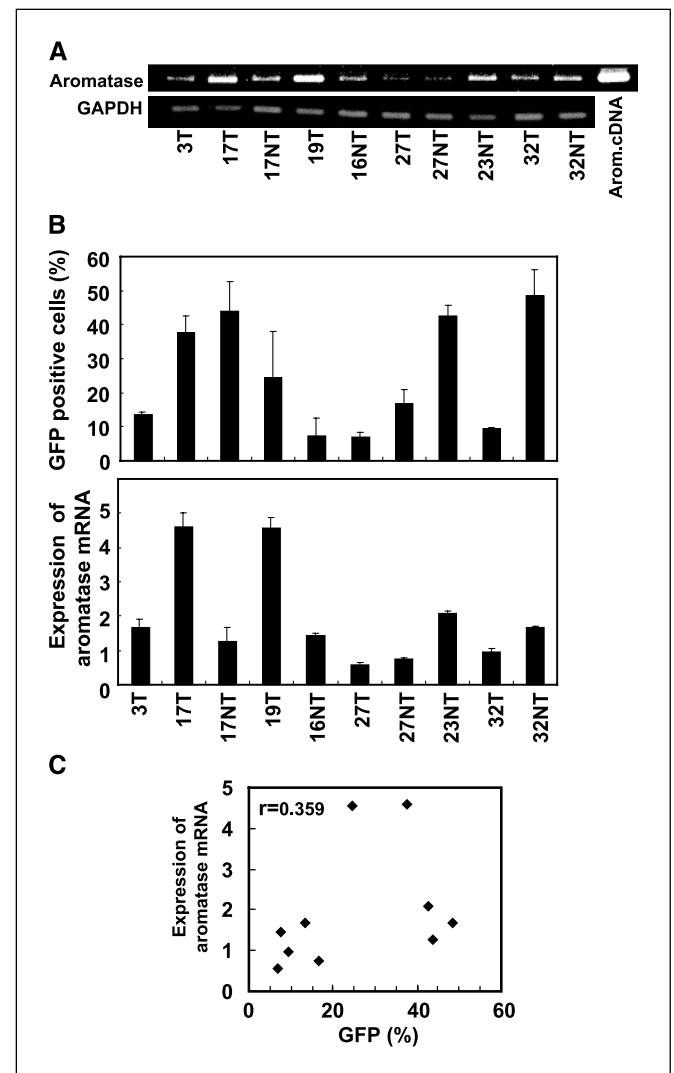 A
Aromatase
GAPDH
3T 17T 17NT 19T 16NT 27T 27NT 23NT 32T 32NT Arom.cDNA
B
GFP positive cells (%)
60
50
40
30
20
10
0
Expression of
aromatase mRNA
5
4
3
2
1
0
3T 17T 17NT 19T 16NT 27T 27NT 23NT 32T 32NT
C
Expression of
aromatase mRNA
5
4
3
2
1
0
r=0.359
0 20 40 60
GFP (%)